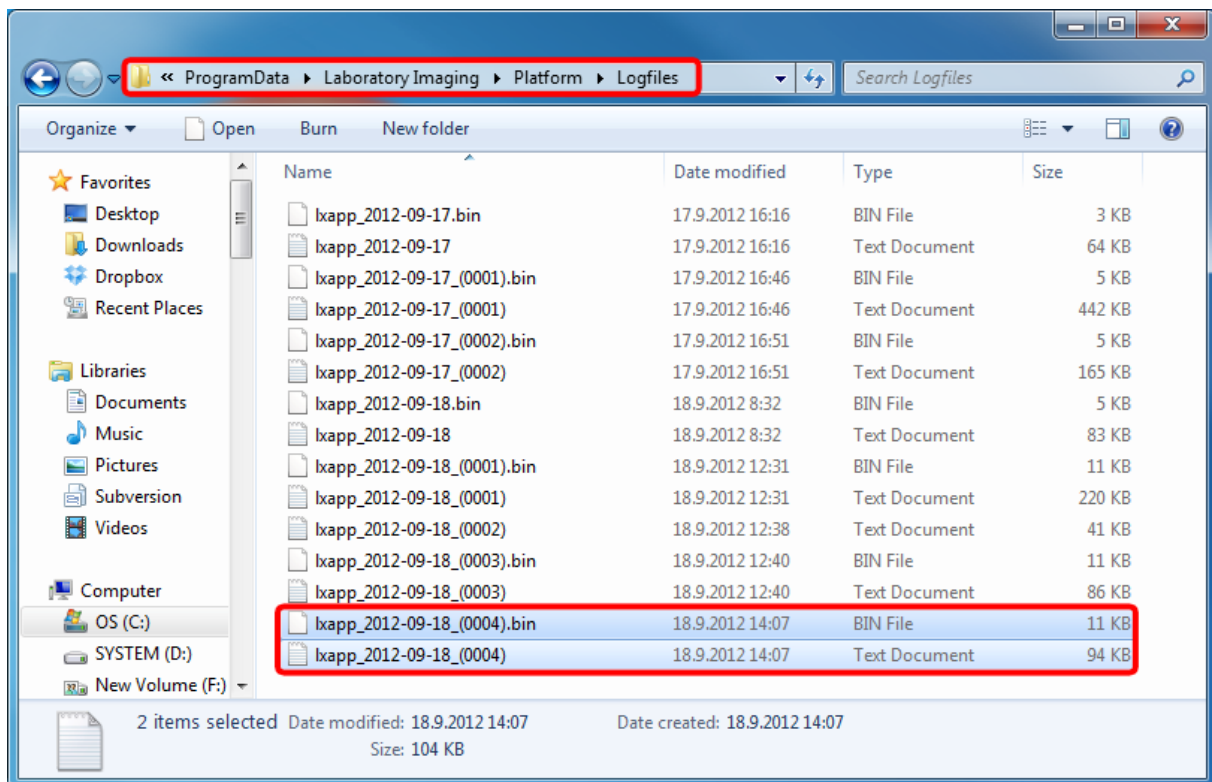 « ProgramData ▸ Laboratory Imaging ▸ Platform ▸ Logfiles Search Logfiles
Organize Open Burn New folder
Name Date modified Type Size
Favorites
Desktop
Downloads
Dropbox
Recent Places
Libraries
Documents
Music
Pictures
Subversion
Videos
Computer
OS (C:)
SYSTEM (D:)
New Volume (F:)
lxapp_2012-09-17.bin 17.9.2012 16:16 BIN File 3 KB
lxapp_2012-09-17 17.9.2012 16:16 Text Document 64 KB
lxapp_2012-09-17_(0001).bin 17.9.2012 16:46 BIN File 5 KB
lxapp_2012-09-17_(0001) 17.9.2012 16:46 Text Document 442 KB
lxapp_2012-09-17_(0002).bin 17.9.2012 16:51 BIN File 5 KB
lxapp_2012-09-17_(0002) 17.9.2012 16:51 Text Document 165 KB
lxapp_2012-09-18.bin 18.9.2012 8:32 BIN File 5 KB
lxapp_2012-09-18 18.9.2012 8:32 Text Document 83 KB
lxapp_2012-09-18_(0001).bin 18.9.2012 12:31 BIN File 11 KB
lxapp_2012-09-18_(0001) 18.9.2012 12:31 Text Document 220 KB
lxapp_2012-09-18_(0002) 18.9.2012 12:38 Text Document 41 KB
lxapp_2012-09-18_(0003).bin 18.9.2012 12:40 BIN File 11 KB
lxapp_2012-09-18_(0003) 18.9.2012 12:40 Text Document 86 KB
lxapp_2012-09-18_(0004).bin 18.9.2012 14:07 BIN File 11 KB
lxapp_2012-09-18_(0004) 18.9.2012 14:07 Text Document 94 KB
2 items selected Date modified: 18.9.2012 14:07 Date created: 18.9.2012 14:07
Size: 104 KB